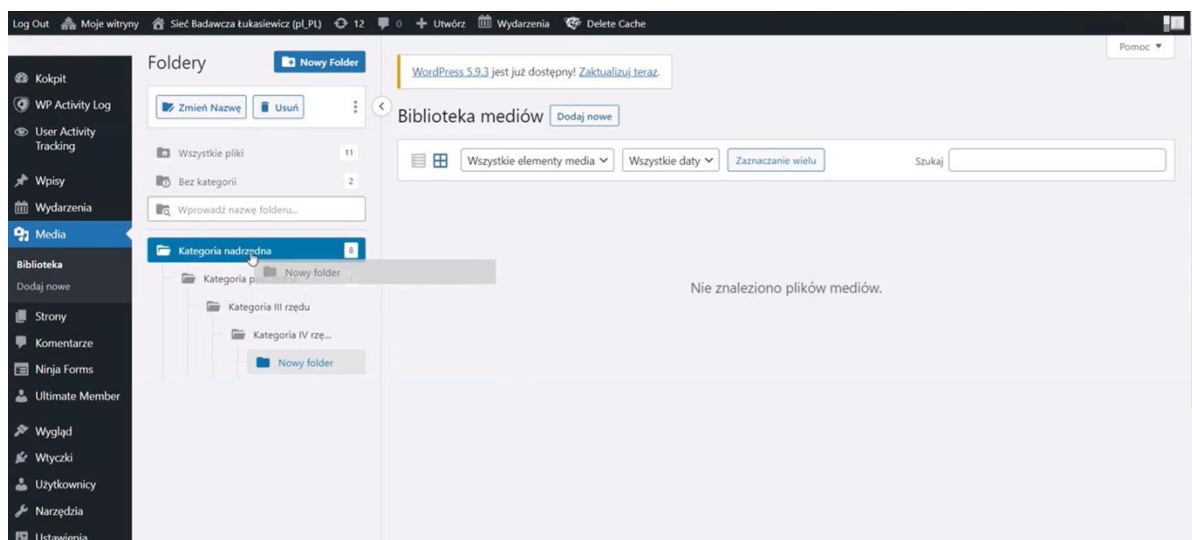 Log Out Moje witryny Sieć Badawcza Łukasiewicz (pl_PL) 12 0 + Utwórz Wydarzenia Delete Cache
Pomoc ▼
Kokpit
WP Activity Log
User Activity
Tracking
Wpisy
Wydarzenia
Media
Biblioteka
Dodaj nowe
Strony
Komentarze
Ninja Forms
Ultimate Member
Wygląd
Wtyczki
Użytkownicy
Narzędzia
Ustawienia
Foldery Nowy Folder
Zmień Nazwę Usuń
Wszystkie pliki 11
Bez kategorii 2
Wprowadź nazwę folderu...
Kategoria nadrzędna
Nowy folder
Kategoria
Kategoria III rzędu
Kategoria IV rzę...
Nowy folder
WordPress 5.9.3 jest już dostępny! Zaktualizuj teraz.
Biblioteka mediów Dodaj nowe
Wszystkie elementy media Wszystkie daty Zaznaczanie wielu Szukaj
Nie znaleziono plików mediów.